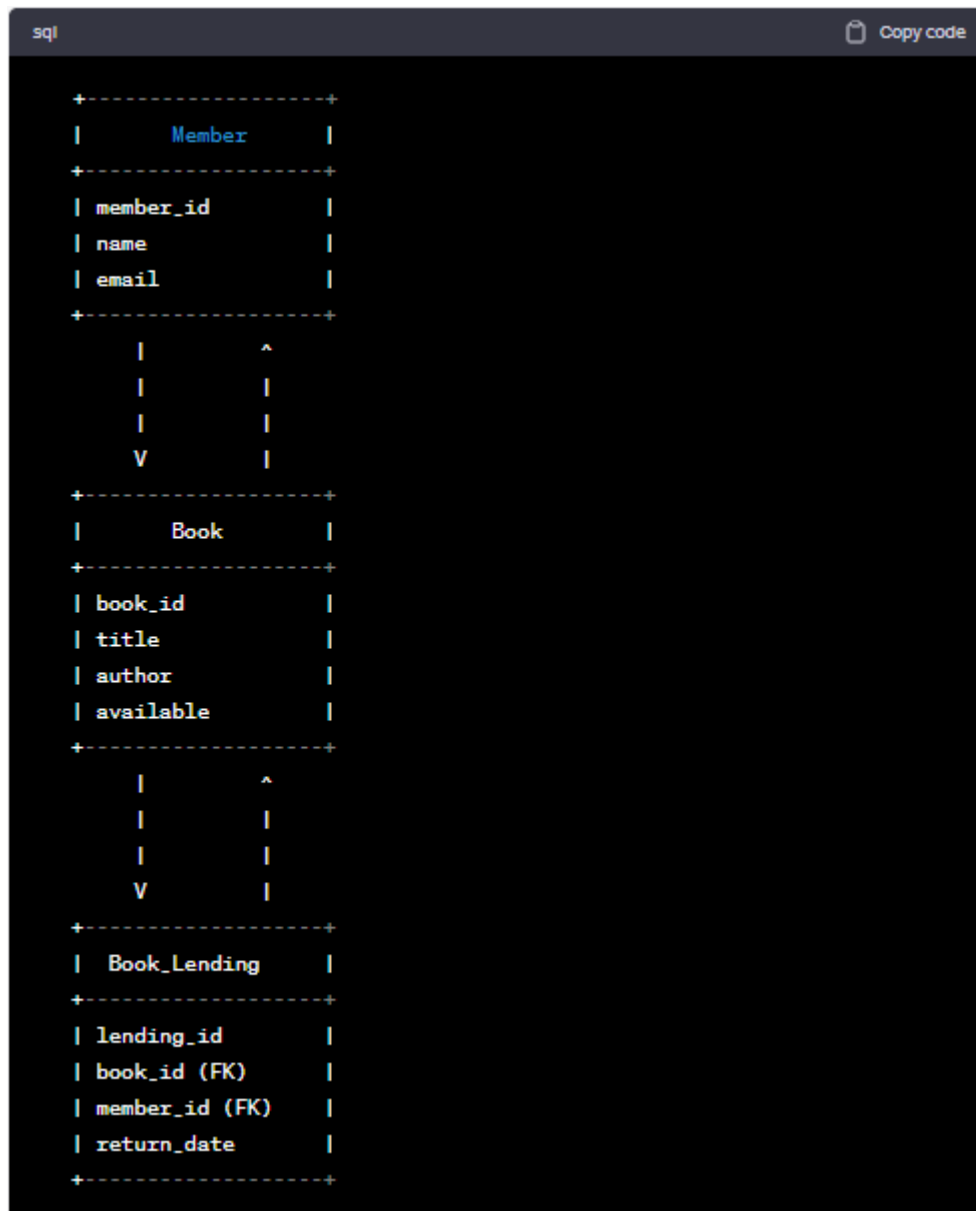 sql Copy code
+-------------------+
|       Member      |
+-------------------+
| member_id         |
| name              |
| email             |
+-------------------+
     |         ^
     |         |
     |         |
     V         |
+-------------------+
|       Book        |
+-------------------+
| book_id           |
| title             |
| author            |
| available         |
+-------------------+
     |         ^
     |         |
     |         |
     V         |
+-------------------+
|  Book_Lending     |
+-------------------+
| lending_id        |
| book_id (FK)      |
| member_id (FK)    |
| return_date       |
+-------------------+